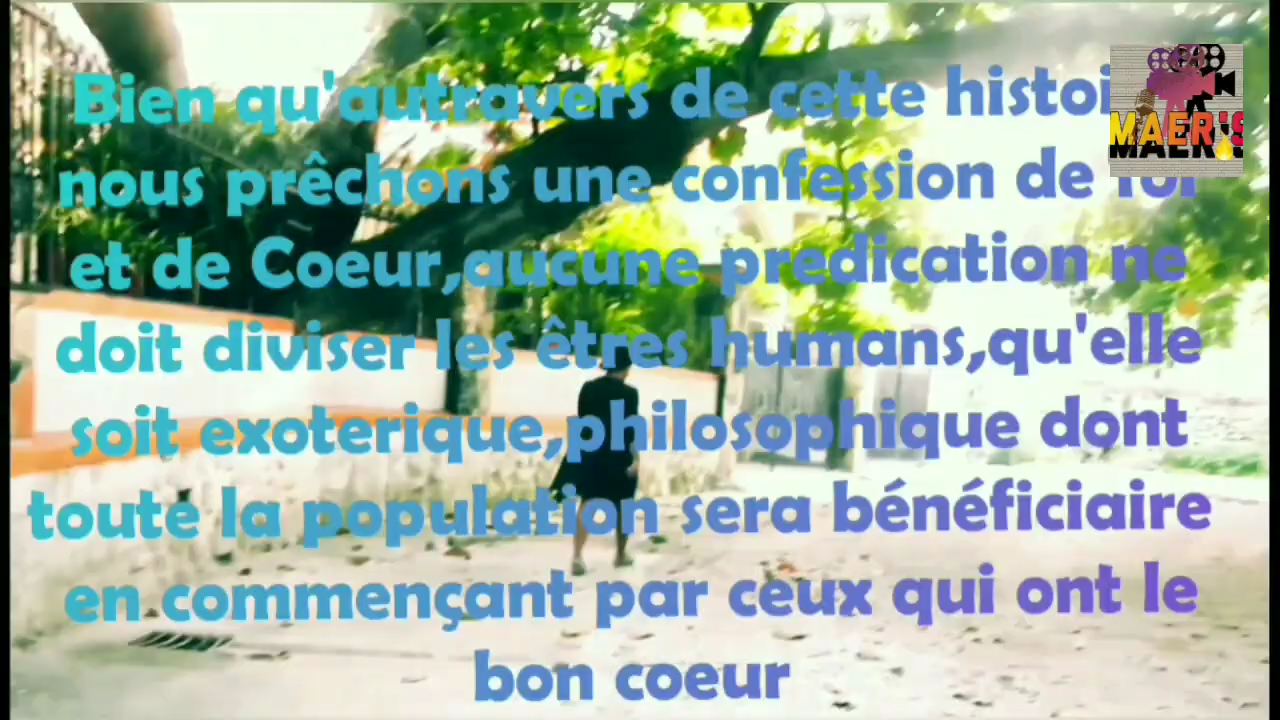 Bien qu'autravers de cette histoi
nous prêchons une confession de foi
et de Coeur,aucune predication ne
doit diviser les êtres humans,qu'elle
soit exoterique,philosophique dont
toute la population sera bénéficiaire
en commençant par ceux qui ont le
bon coeur
MAER'S